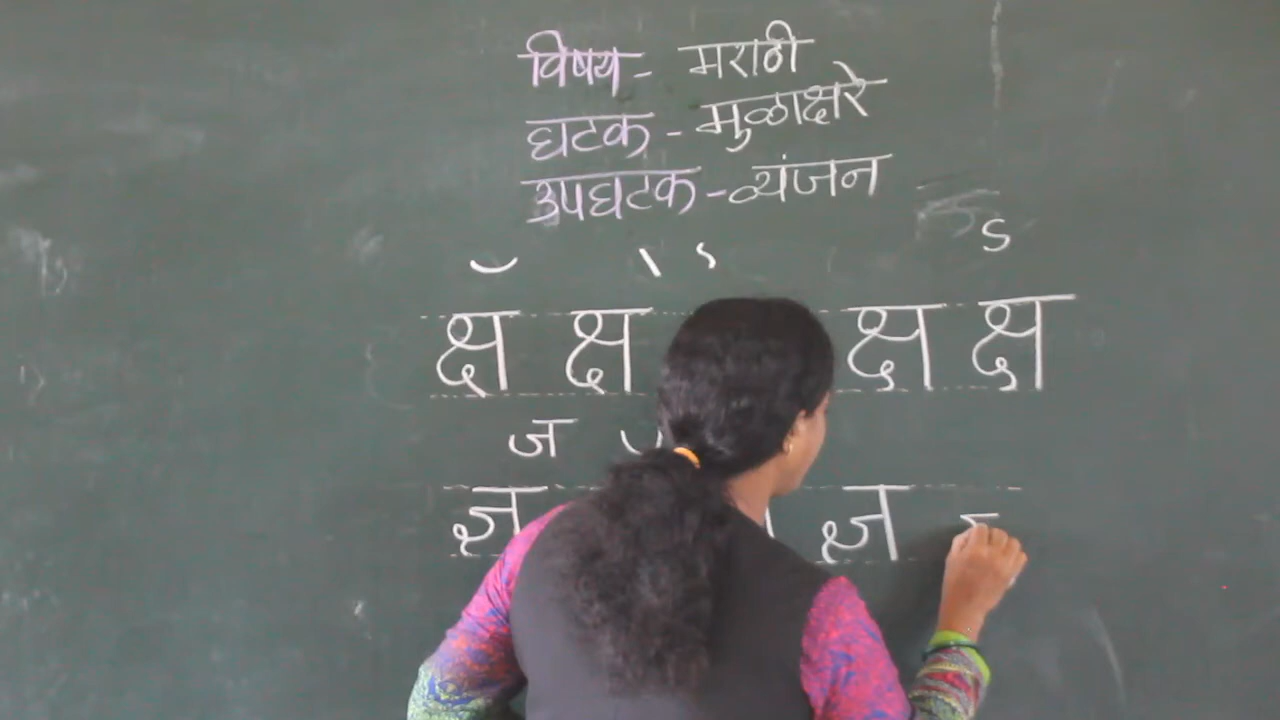 विषय - मराठी
घटक - मुळाक्षरे
उपघटक - व्यंजन
क्ष क्ष क्ष क्ष
ज
ज्ञ ज्ञ